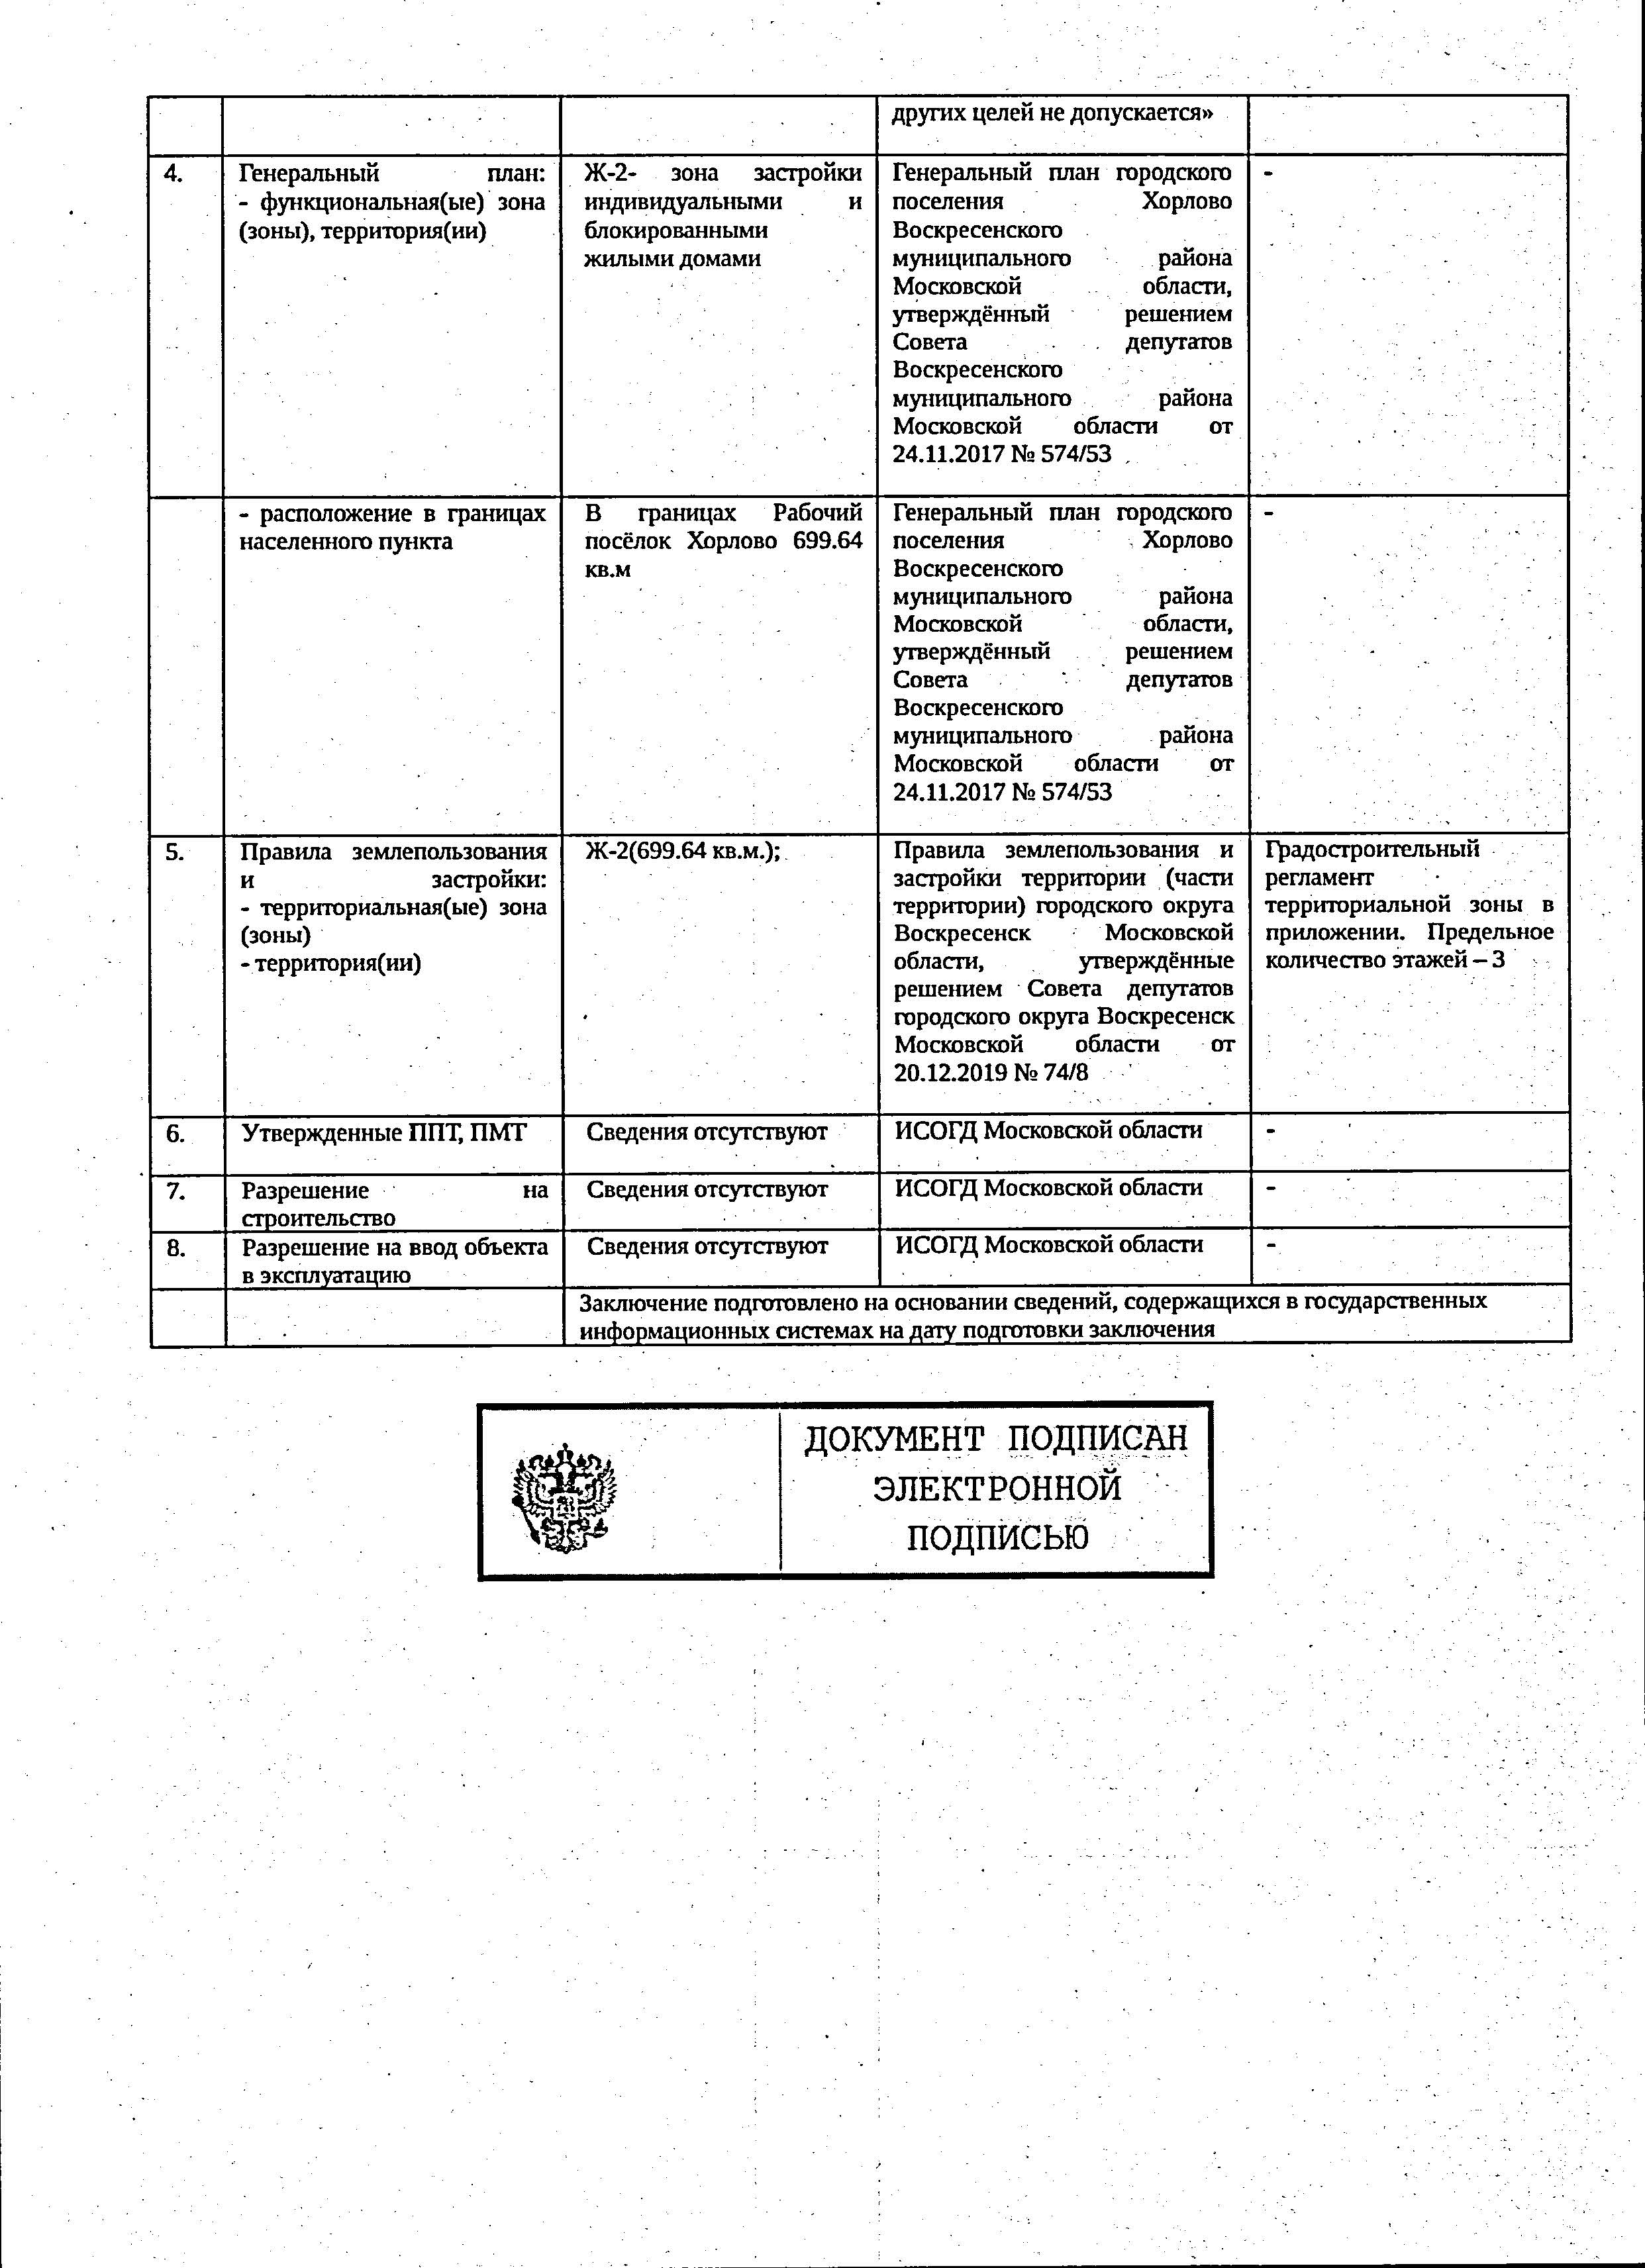 других целей не допускается»
4.
Генеральный план:
- функциональная(ые) зона
(зоны), территория(ии)
Ж-2- зона застройки
индивидуальными и
блокированными
жилыми домами
Генеральный план городского
поселения Хорлово
Воскресенского
муниципального района
Московской области,
утверждённый решением
Совета депутатов
Воскресенского
муниципального района
Московской области от
24.11.2017 № 574/53
-
- расположение в границах
населенного пункта
В границах Рабочий
посёлок Хорлово 699.64
кв.м
Генеральный план городского
поселения Хорлово
Воскресенского
муниципального района
Московской области,
утверждённый решением
Совета депутатов
Воскресенского
муниципального района
Московской области от
24.11.2017 № 574/53
-
5.
Правила землепользования
и застройки:
- территориальная(ые) зона
(зоны)
- территория(ии)
Ж-2(699.64 кв.м.);
Правила землепользования и
застройки территории (части
территории) городского округа
Воскресенск Московской
области, утверждённые
решением Совета депутатов
городского округа Воскресенск
Московской области от
20.12.2019 № 74/8
Градостроительный
регламент
территориальной зоны в
приложении. Предельное
количество этажей – 3
6.
Утвержденные ППТ, ПМТ
Сведения отсутствуют
ИСОГД Московской области
-
7.
Разрешение на
строительство
Сведения отсутствуют
ИСОГД Московской области
-
8.
Разрешение на ввод объекта
в эксплуатацию
Сведения отсутствуют
ИСОГД Московской области
-
Заключение подготовлено на основании сведений, содержащихся в государственных
информационных системах на дату подготовки заключения
ДОКУМЕНТ ПОДПИСАН
ЭЛЕКТРОННОЙ
ПОДПИСЬЮ